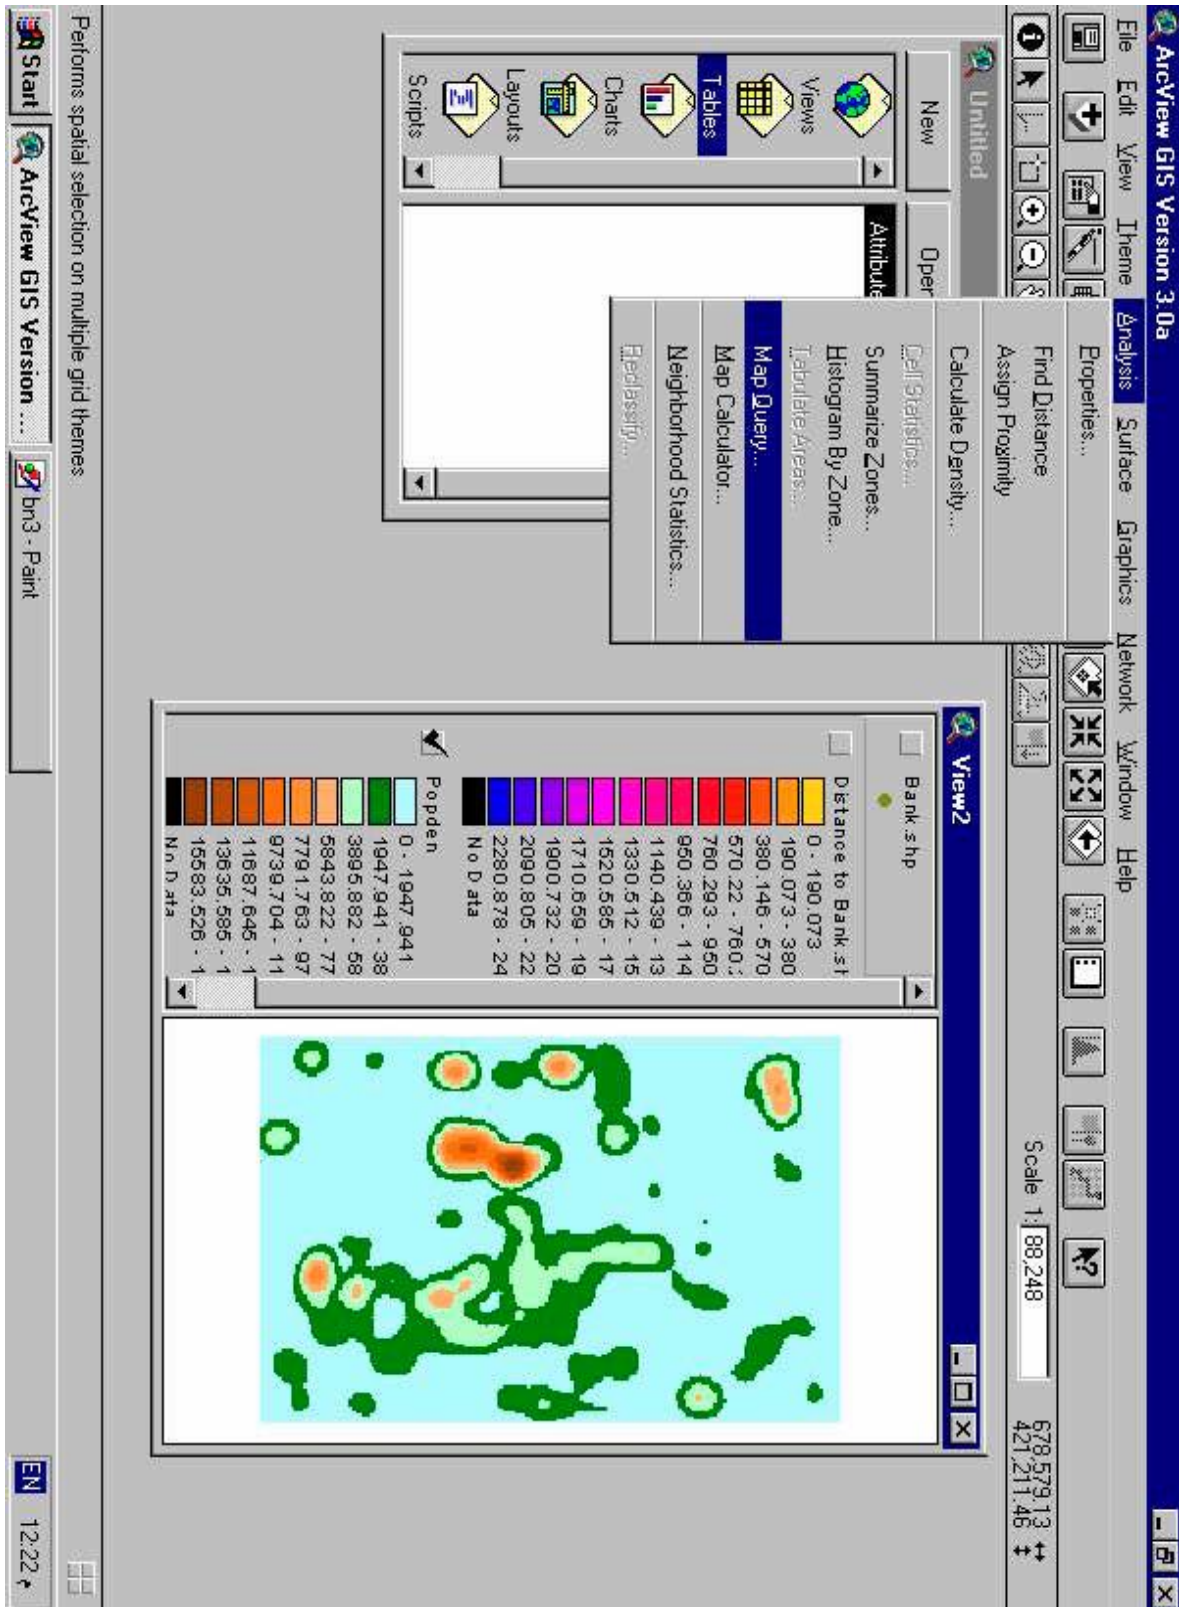 ArcView GIS Version 3.0a
File Edit View Theme Analysis Surface Graphics Network Window Help
Scale 1: 88,248
678,579.13
421,211.46
Properties...
Find Distance
Assign Proximity
Calculate Density...
Cell Statistics...
Summarize Zones...
Histogram By Zone...
Tabulate Areas...
Map Query...
Map Calculator...
Neighborhood Statistics...
Reclassify...
Untitled
New Open
Attribute
Views
Tables
Charts
Layouts
Scripts
View2
Bank.shp
Distance to Bank.sh
0 - 190.073
190.073 - 380
380.146 - 570
570.22 - 760.
760.293 - 950
950.366 - 114
1140.439 - 13
1330.512 - 15
1520.585 - 17
1710.659 - 19
1900.732 - 20
2090.805 - 22
2280.878 - 24
No Data
Popden
0 - 1947.941
1947.941 - 38
3895.882 - 58
5843.822 - 77
7791.763 - 97
9739.704 - 11
11687.645 - 1
13635.585 - 1
15583.526 - 1
No Data
Performs spatial selection on multiple grid themes
Start ArcView GIS Version ... bn3 - Paint EN 12:22